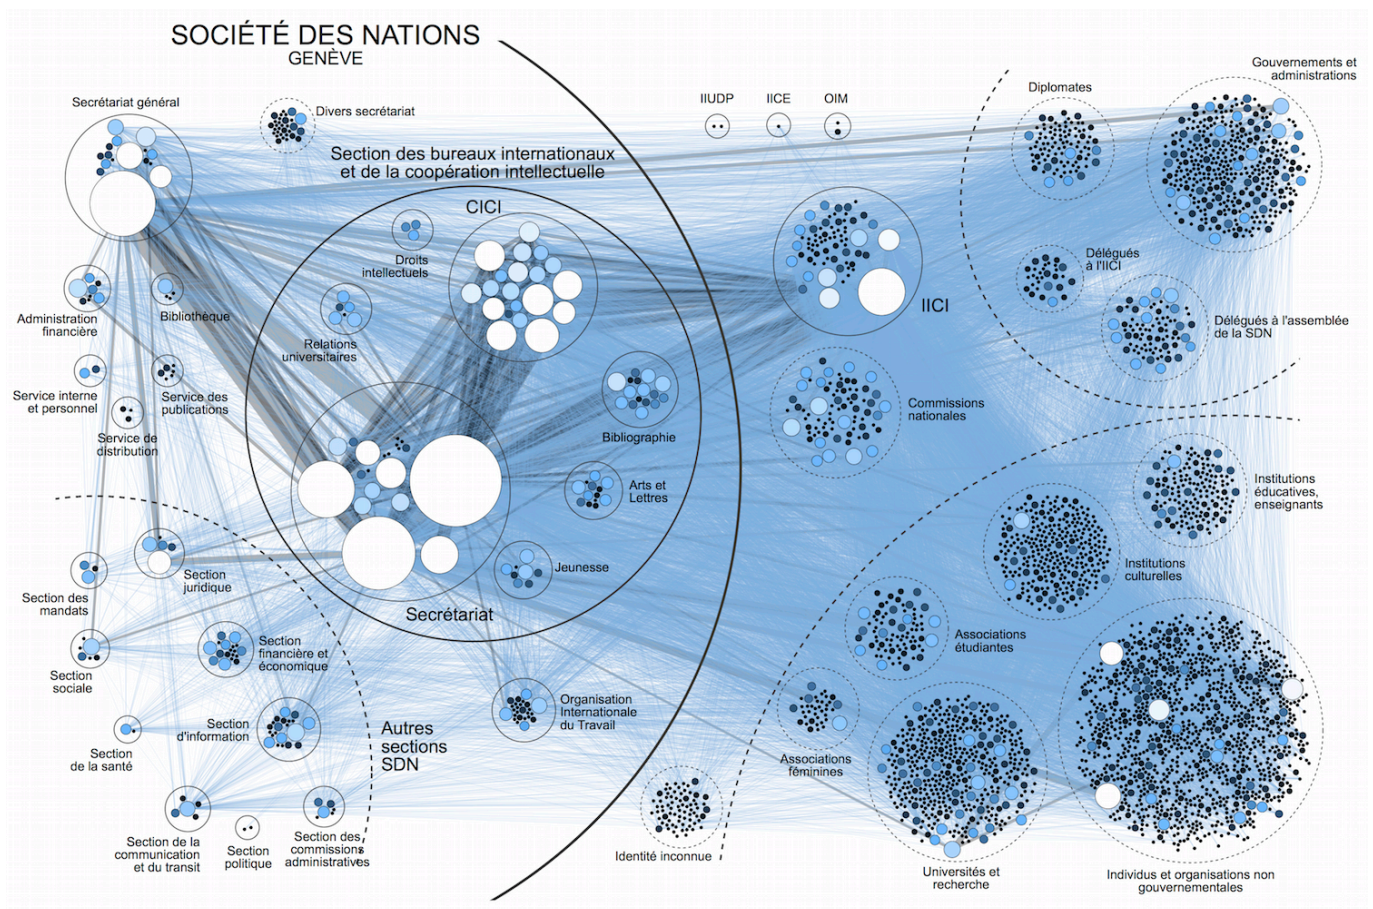 SOCIÉTÉ DES NATIONS
GENÈVE
Secrétariat général
Divers secrétariat
Section des bureaux internationaux
et de la coopération intellectuelle
CICI
Droits
intellectuels
Relations
universitaires
Administration
financière
Bibliothèque
Service interne
et personnel
Service des
publications
Service de
distribution
Bibliographie
Arts et
Lettres
Jeunesse
Secrétariat
Section
juridique
Section des
mandats
Section
sociale
Section
financière et
économique
Section
d'information
Section
de la santé
Autres
sections
SDN
Section de la
communication
et du transit
Section
politique
Section des
commissions
administratives
Organisation
Internationale
du Travail
IIUDP
IICE
OIM
IICI
Commissions
nationales
Diplomates
Gouvernements et
administrations
Délégués
à l'IICI
Délégués à l'assemblée
de la SDN
Institutions
éducatives,
enseignants
Institutions
culturelles
Associations
étudiantes
Associations
féminines
Identité inconnue
Universités et
recherche
Individus et organisations non
gouvernementales